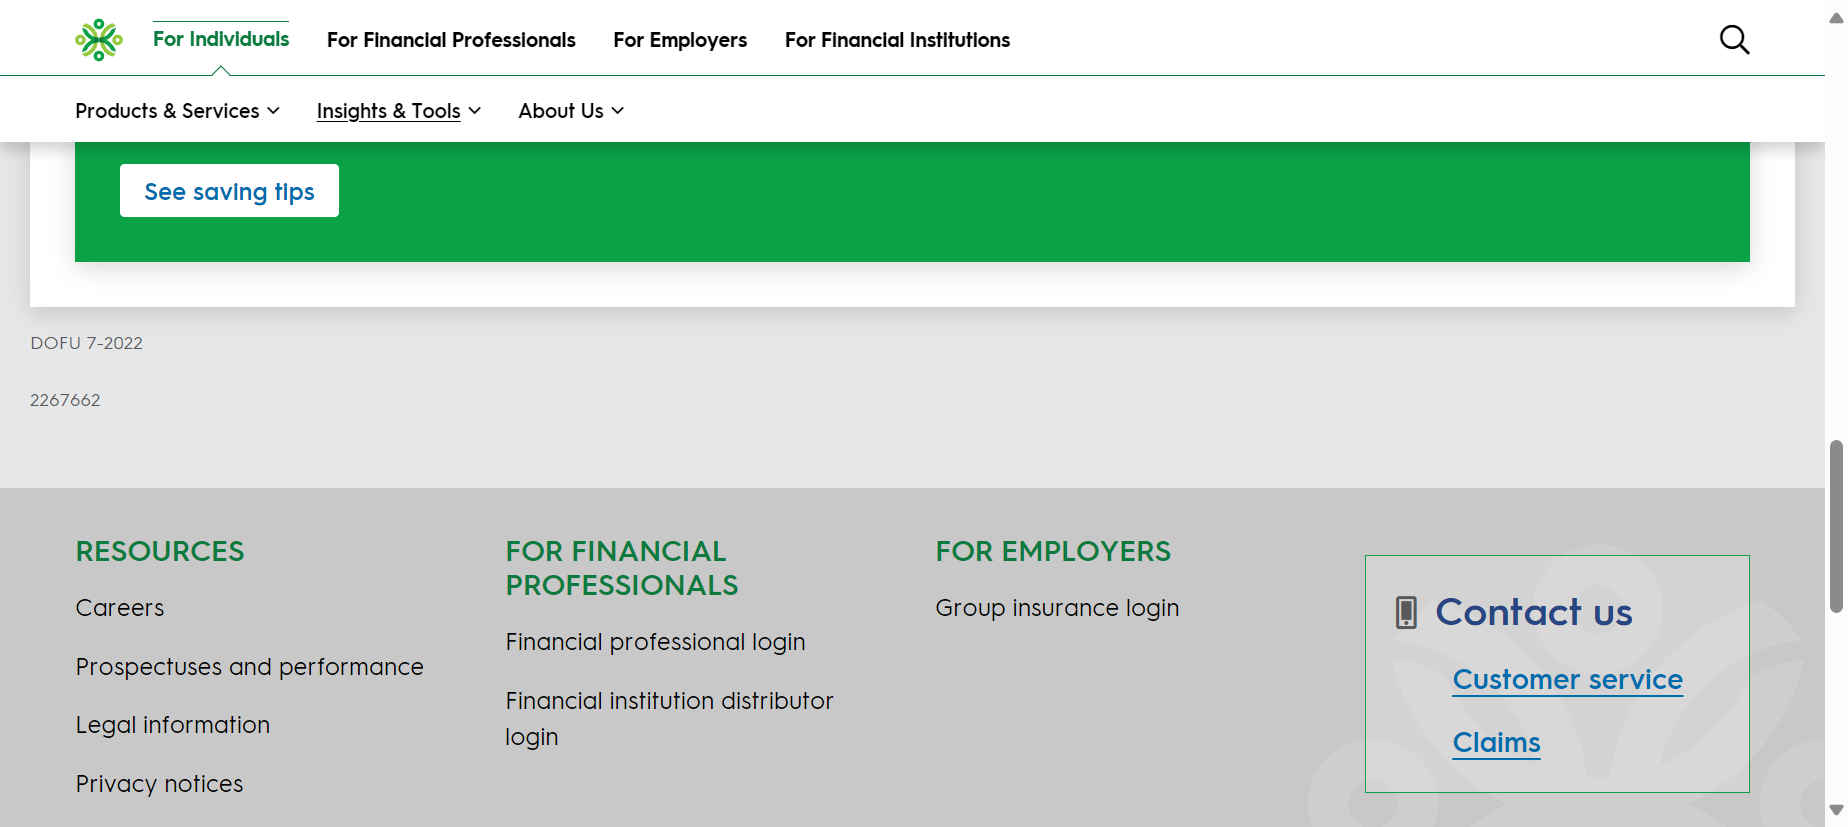 For Individuals
For Financial Professionals
For Employers
For Financial Institutions
Products & Services
Insights & Tools
About Us
See saving tips
DOFU 7-2022
2267662
RESOURCES
Careers
Prospectuses and performance
Legal information
Privacy notices
FOR FINANCIAL
PROFESSIONALS
Financial professional login
Financial institution distributor
login
FOR EMPLOYERS
Group insurance login
Contact us
Customer service
Claims